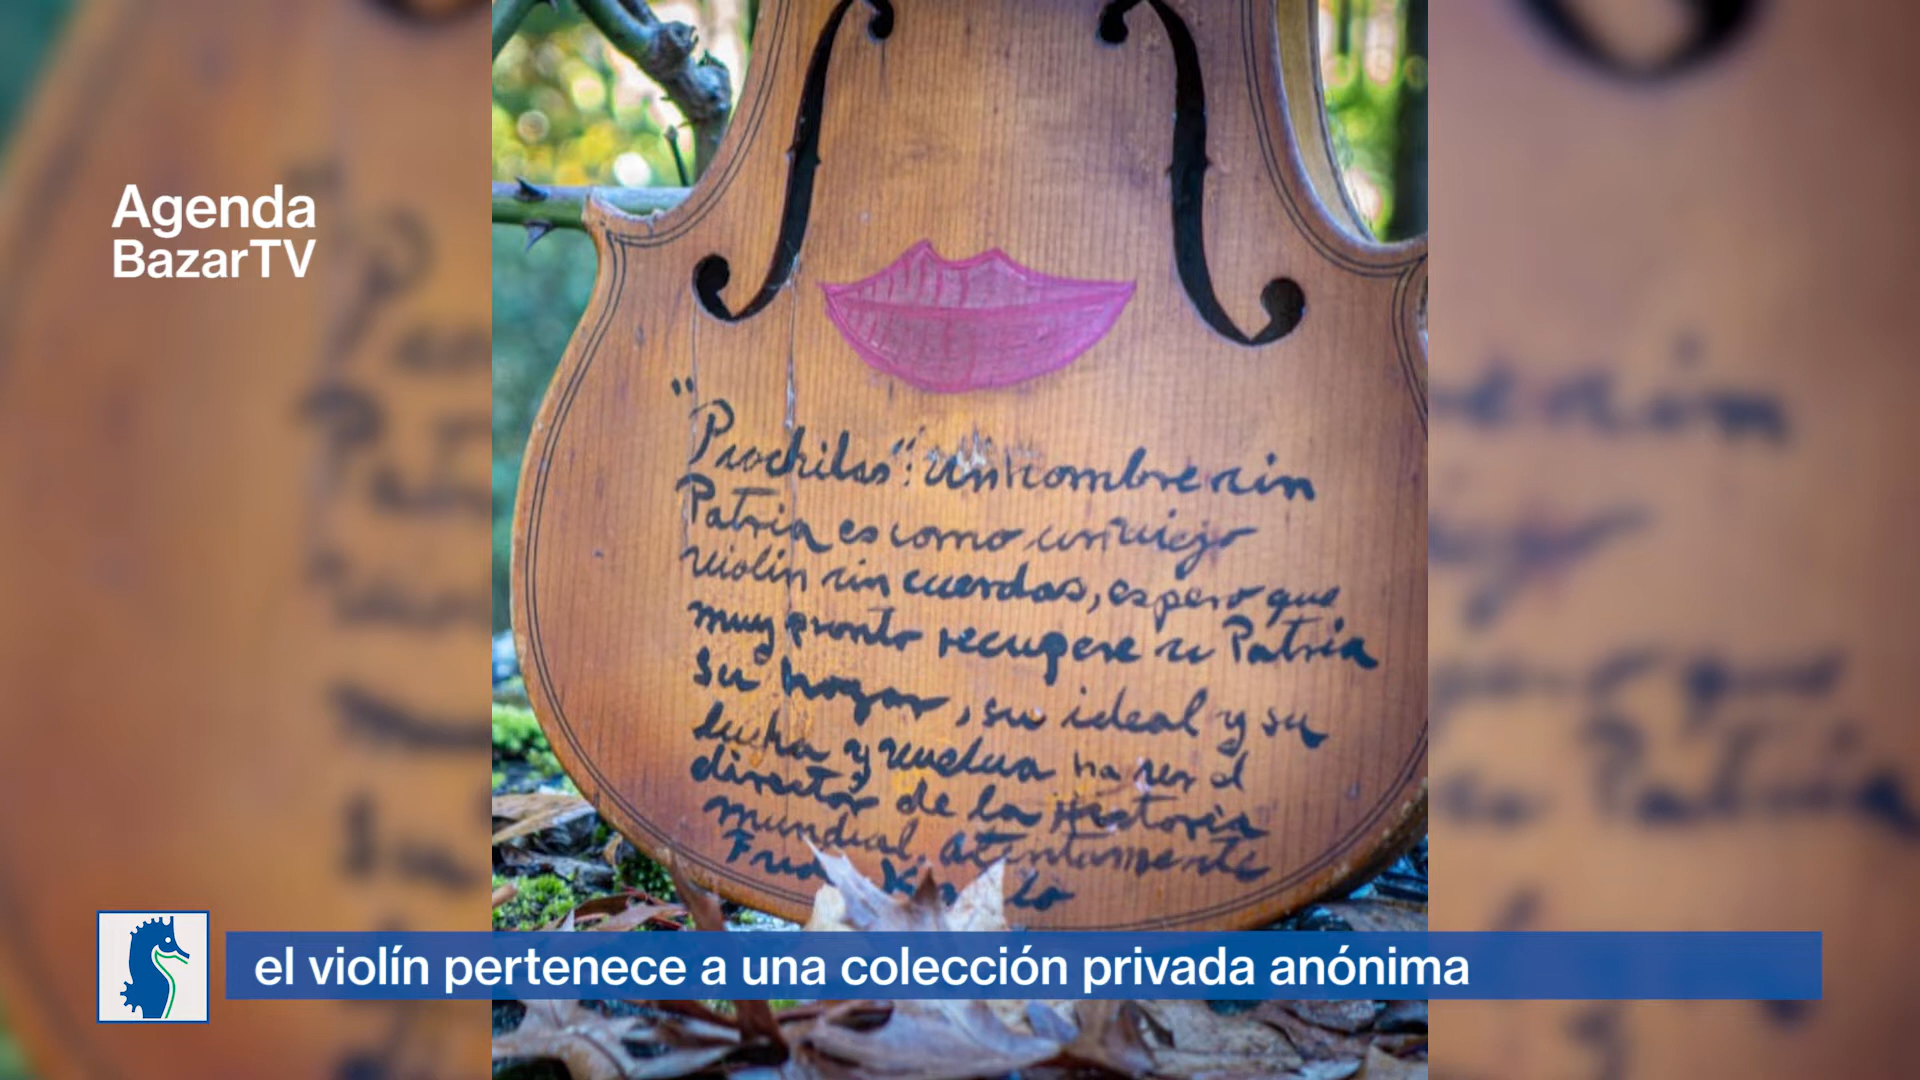 Agenda
BazarTV
"Piochitas": un hombre sin
Patria es como un viejo
violín sin cuerdas, espero que
muy pronto recupere su Patria
su hogar, su ideal y su
lucha y vuelva ha ser el
director de la Historia
mundial. Atentamente
el violín pertenece a una colección privada anónima